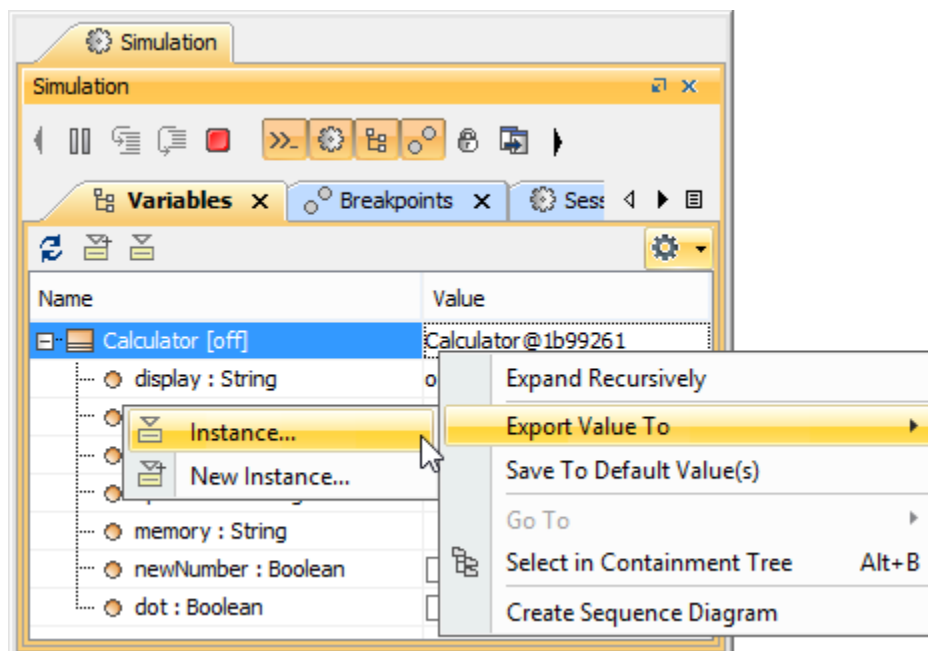 Simulation
Simulation
Variables
Breakpoints
Name Value
Calculator [off] Calculator@1b99261
display : String
Expand Recursively
Instance...
Export Value To
New Instance...
Save To Default Value(s)
memory : String
Go To
newNumber : Boolean
Select in Containment Tree Alt+B
dot : Boolean
Create Sequence Diagram